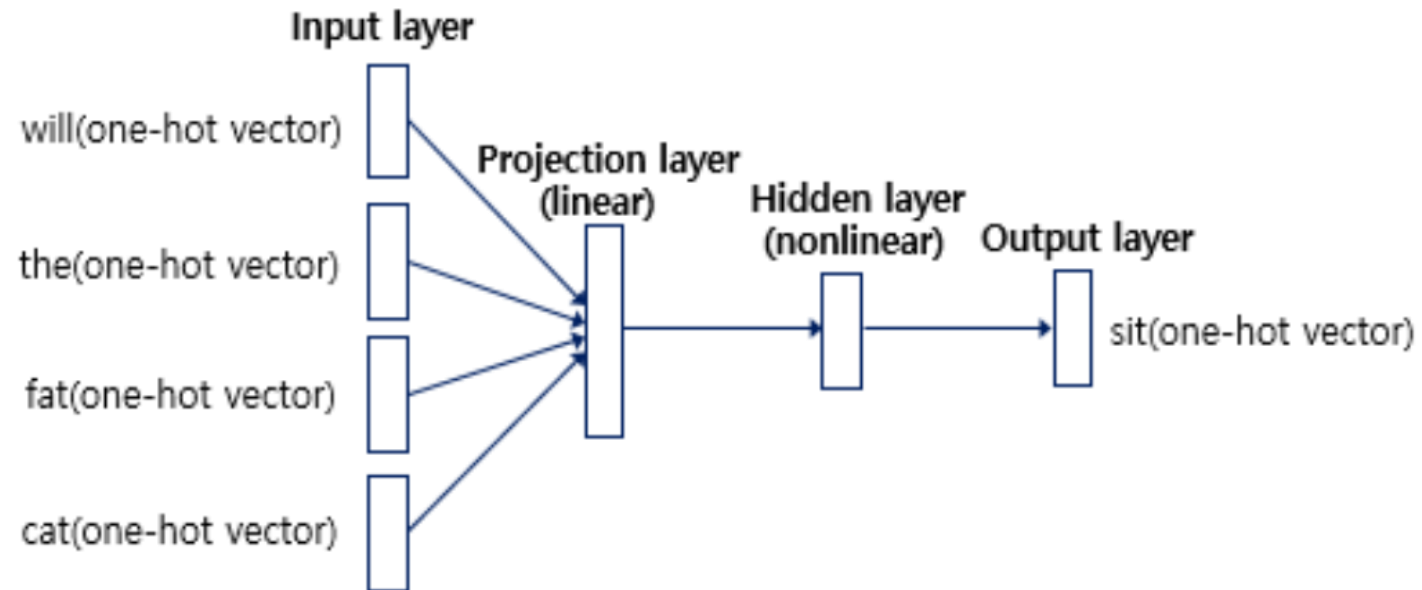 Input layer
will(one-hot vector)
Projection layer
(linear)
the(one-hot vector)
Hidden layer
(nonlinear)
Output layer
sit(one-hot vector)
fat(one-hot vector)
cat(one-hot vector)